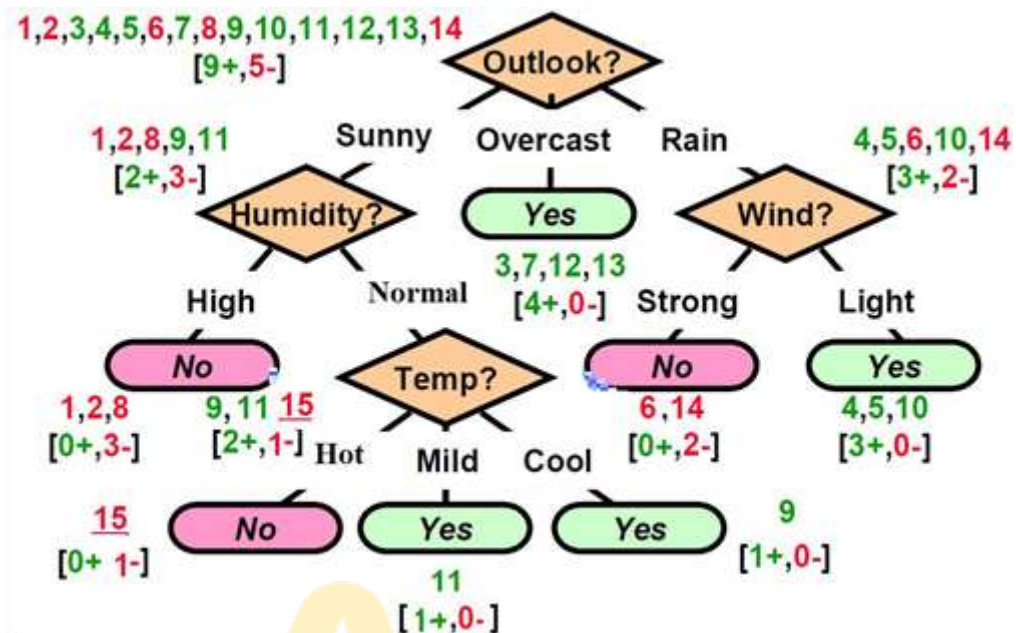 1,2,3,4,5,6,7,8,9,10,11,12,13,14
[9+,5-]
Outlook?
Sunny
Overcast
Rain
1,2,8,9,11
[2+,3-]
4,5,6,10,14
[3+,2-]
Humidity?
Yes
Wind?
3,7,12,13
[4+,0-]
High
Normal
Strong
Light
No
Temp?
No
Yes
1,2,8
[0+,3-]
9, 11 15
[2+,1-]
6,14
[0+,2-]
4,5,10
[3+,0-]
Hot
Mild
Cool
15
[0+ 1-]
No
Yes
Yes
9
[1+,0-]
11
[1+,0-]